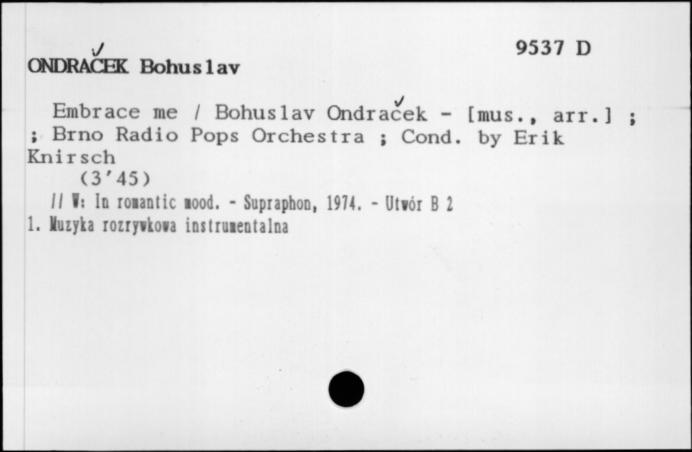 9537 D
ONDRAČEK Bohuslav
Embrace me / Bohuslav Ondraček - [mus., arr.] ;
; Brno Radio Pops Orchestra ; Cond. by Erik
Knirsch
(3'45)
// W: In romantic mood. - Supraphon, 1974. - Utwór B 2
1. Muzyka rozrywkowa instrumentalna